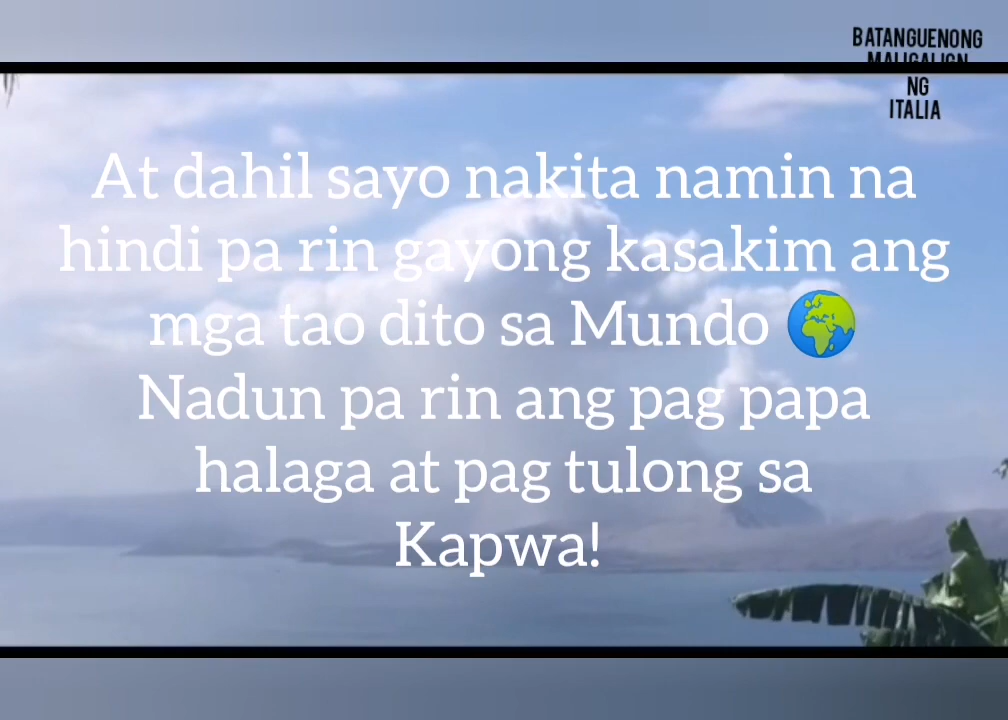 BATANGUENONG
MALIGALIGN
NG
ITALIA
At dahil sayo nakita namin na
hindi pa rin gayong kasakim ang
mga tao dito sa Mundo 🌍
Nadun pa rin ang pag papa
halaga at pag tulong sa
Kapwa!